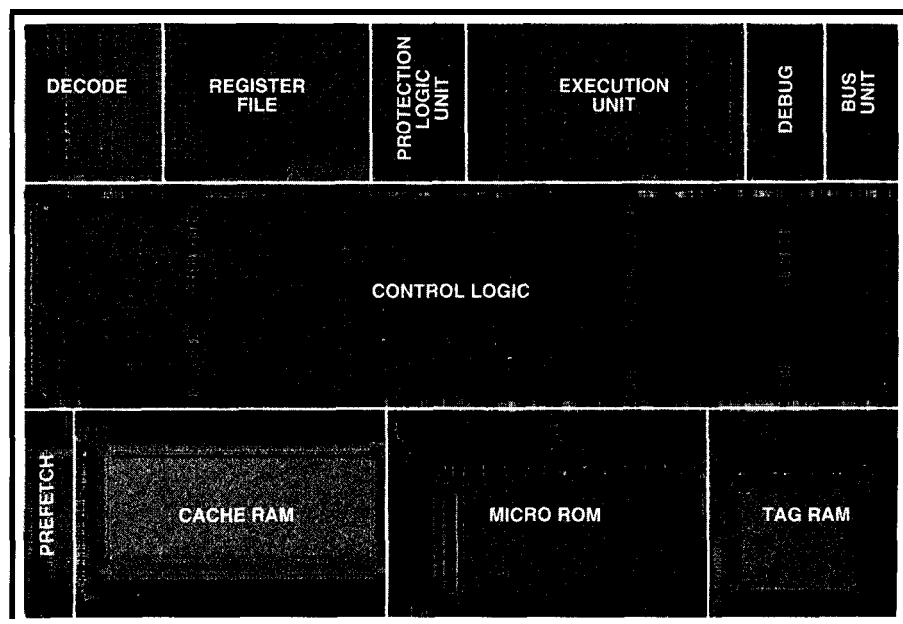 DECODE
REGISTER
FILE
PROTECTION
LOGIC
UNIT
EXECUTION
UNIT
DEBUG
BUS
UNIT
CONTROL LOGIC
PREFETCH
CACHE RAM
MICRO ROM
TAG RAM